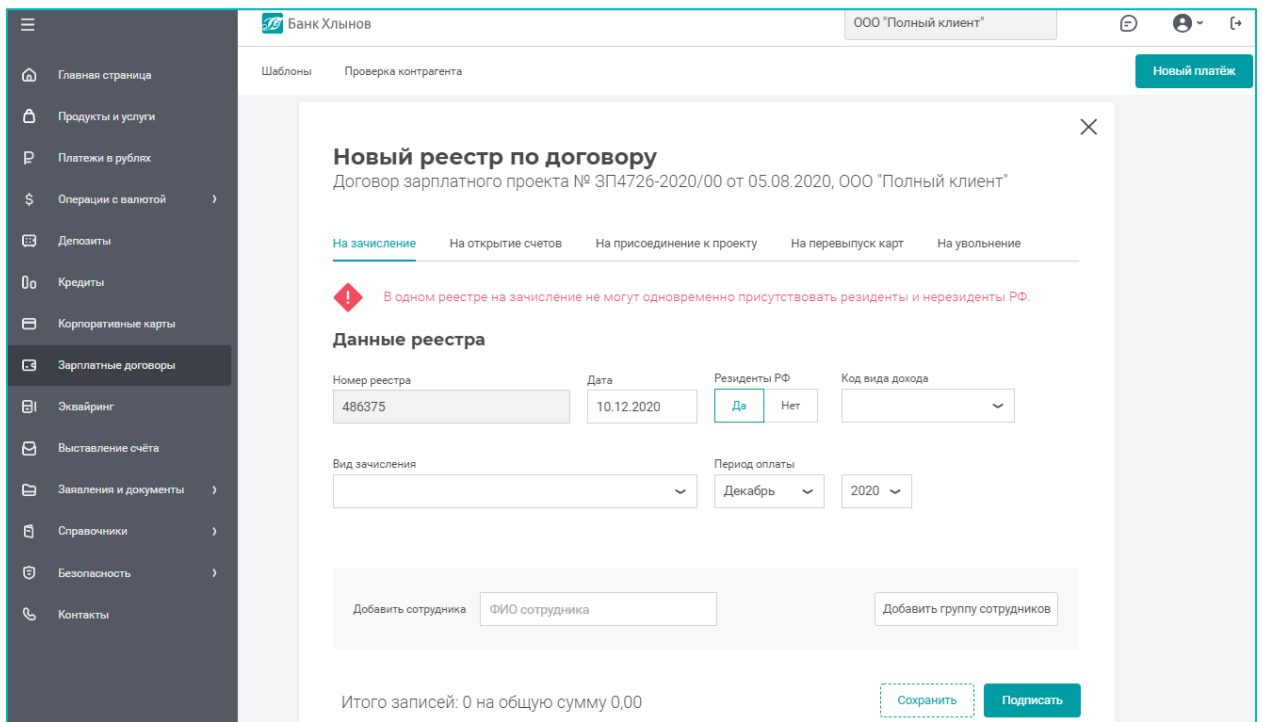 Банк Хлынов
ООО "Полный клиент"
Главная страница
Продукты и услуги
Платежи в рублях
Операции с валютой
Депозиты
Кредиты
Корпоративные карты
Зарплатные договоры
Эквайринг
Выставление счёта
Заявления и документы
Справочники
Безопасность
Контакты
Шаблоны Проверка контрагента Новый платёж
Новый реестр по договору
Договор зарплатного проекта № ЗП4726-2020/00 от 05.08.2020, ООО "Полный клиент"
На зачисление На открытие счетов На присоединение к проекту На перевыпуск карт На увольнение
В одном реестре на зачисление не могут одновременно присутствовать резиденты и нерезиденты РФ.
Данные реестра
Номер реестра Дата Резиденты РФ Код вида дохода
486375 10.12.2020 Да Нет
Вид зачисления Период оплаты
Декабрь 2020
Добавить сотрудника ФИО сотрудника Добавить группу сотрудников
Итого записей: 0 на общую сумму 0,00 Сохранить Подписать